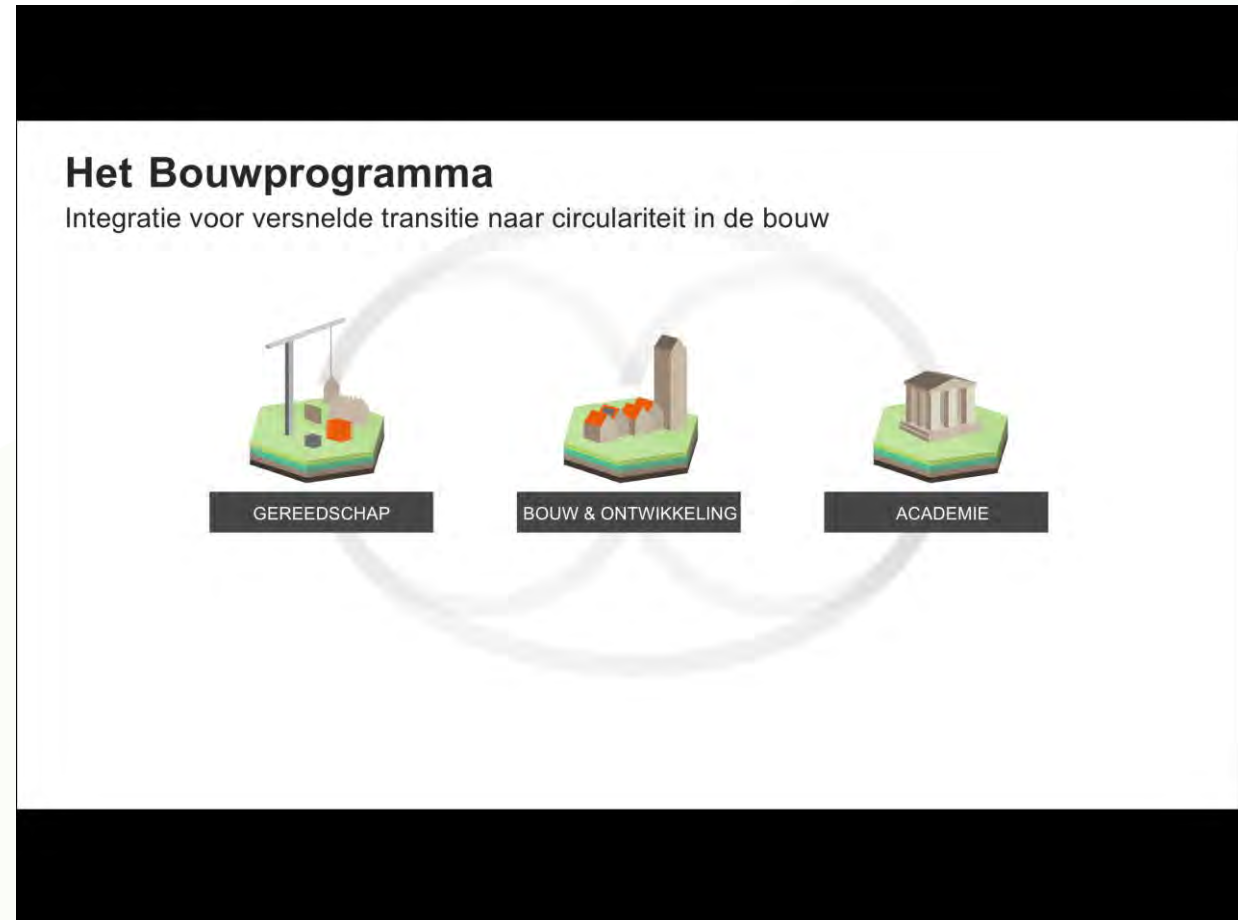 Het Bouwprogramma
Integratie voor versnelde transitie naar circulariteit in de bouw
GEREEDSCHAP
BOUW & ONTWIKKELING
ACADEMIE